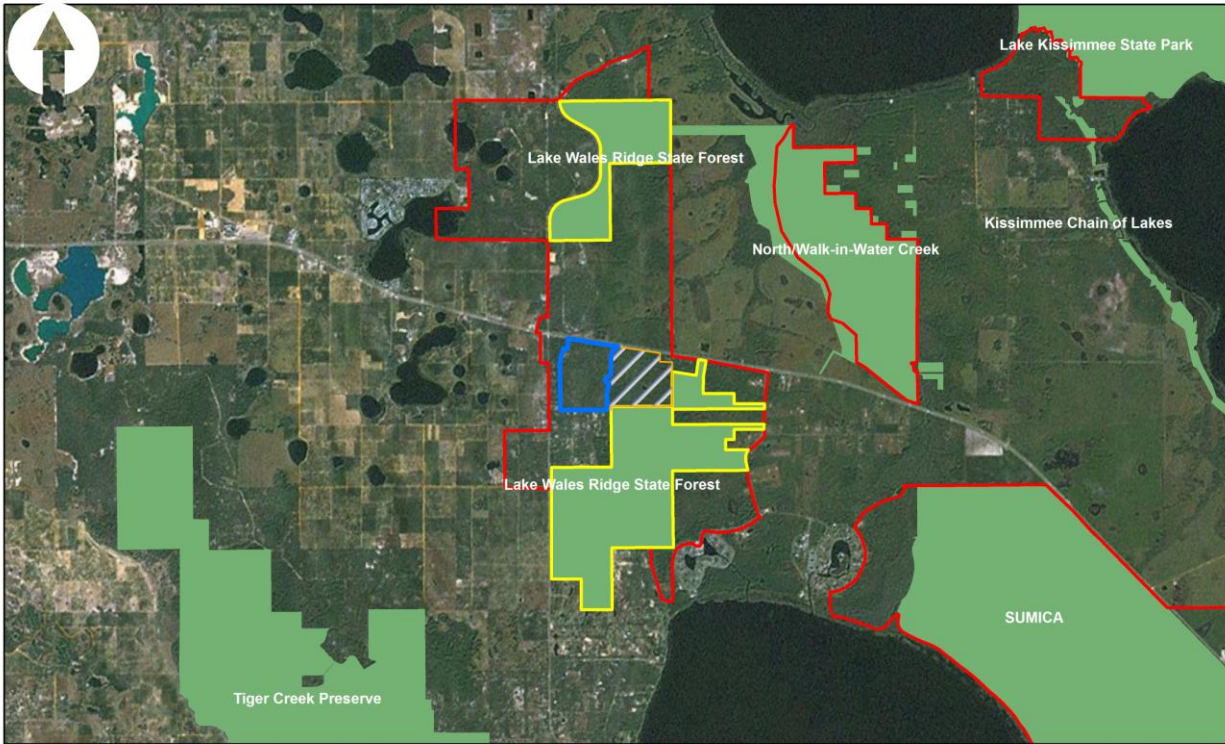 Lake Kissimmee State Park
Lake Wales Ridge State Forest
Kissimmee Chain of Lakes
North/Walk-in-Water Creek
Lake Wales Ridge State Forest
SUMICA
Tiger Creek Preserve